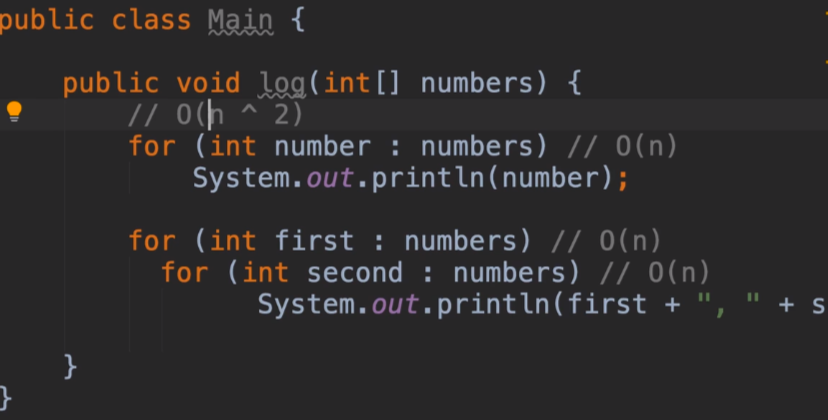 public class Main {
public void log(int[] numbers) {
// O(n ^ 2)
for (int number : numbers) // O(n)
System.out.println(number);
for (int first : numbers) // O(n)
for (int second : numbers) // O(n)
System.out.println(first + ", " + s
}
}